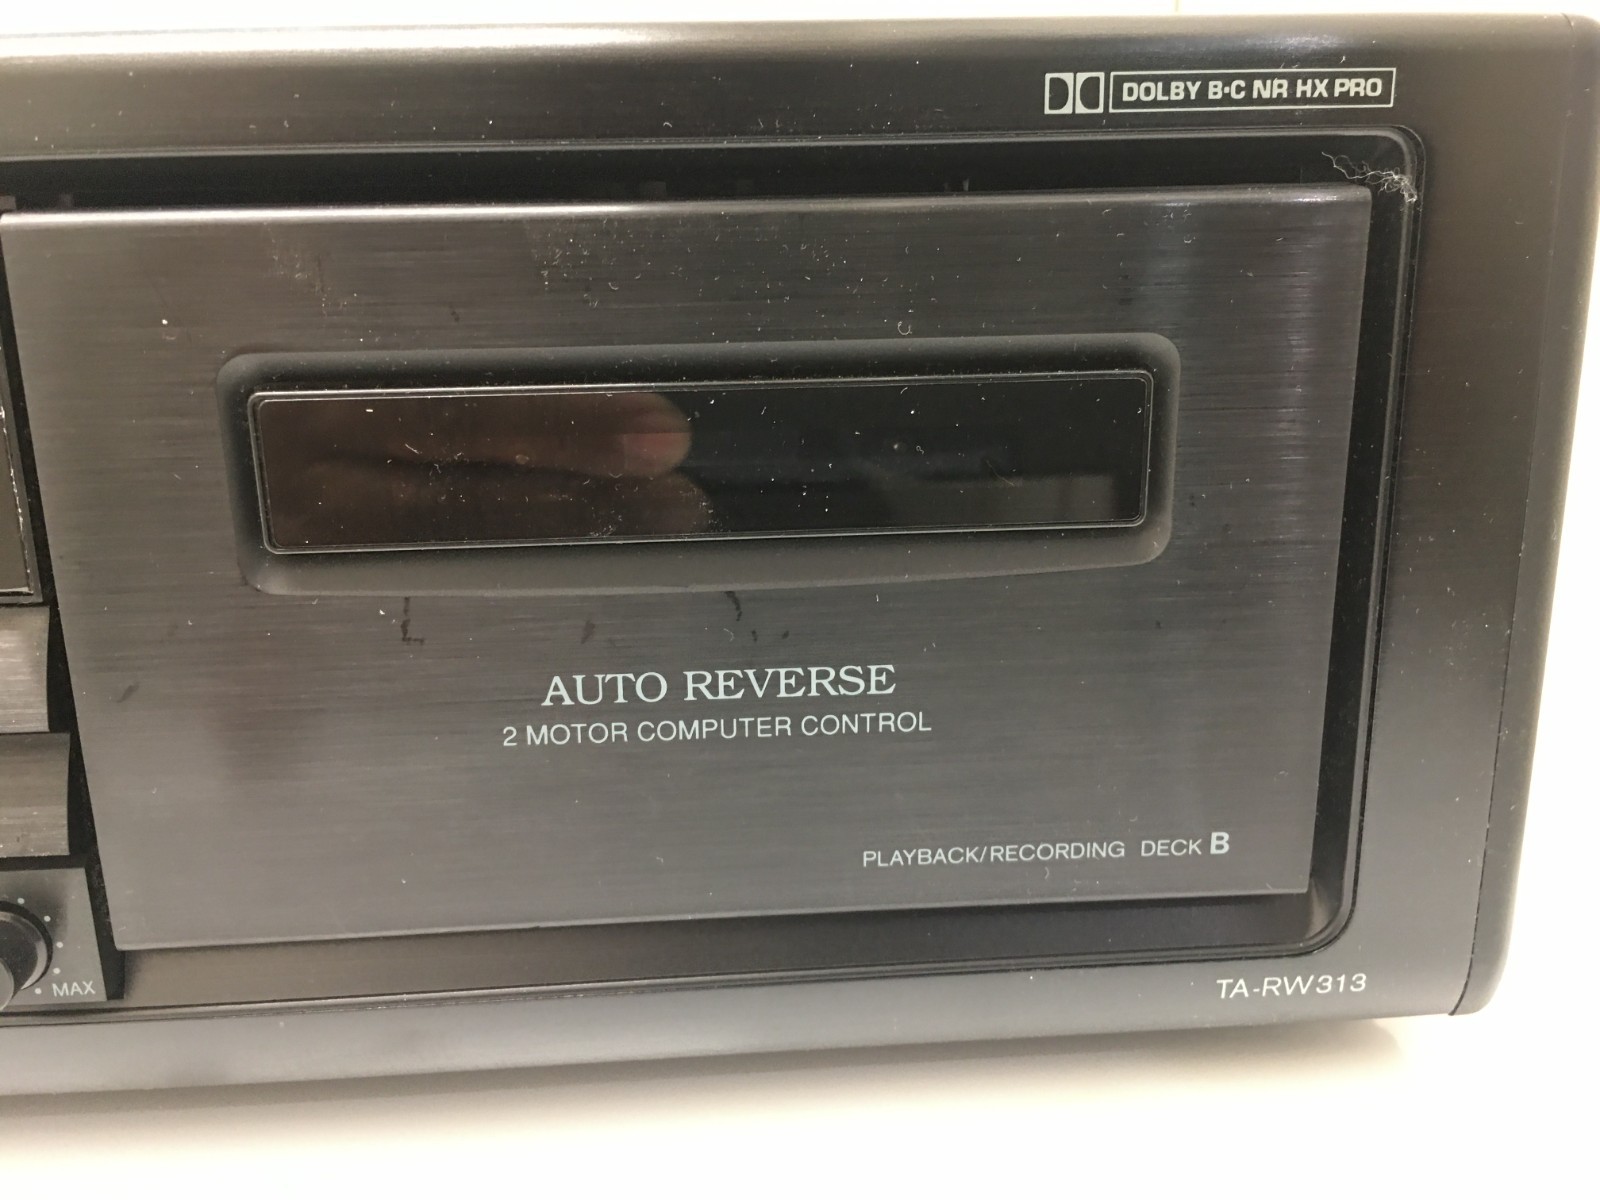 DOLBY B·C NR HX PRO
AUTO REVERSE
2 MOTOR COMPUTER CONTROL
PLAYBACK/RECORDING DECK B
MAX
TA-RW313